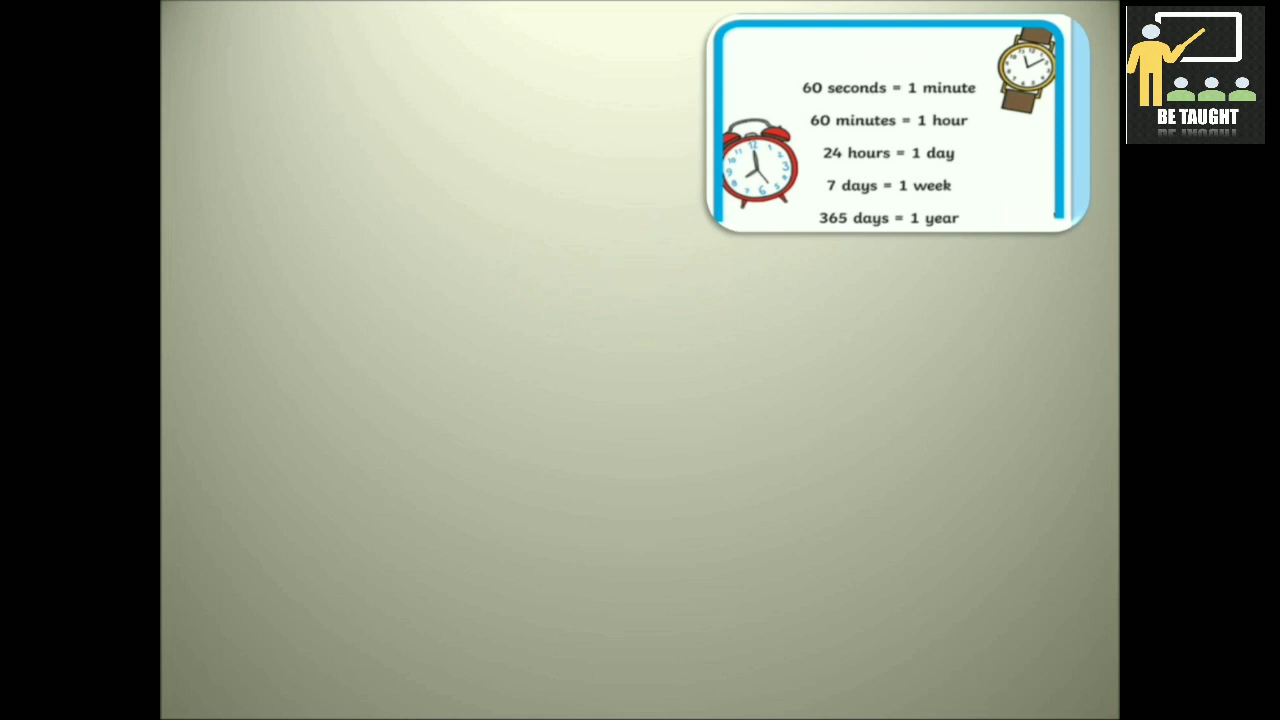 60 seconds = 1 minute
60 minutes = 1 hour
24 hours = 1 day
7 days = 1 week
365 days = 1 year
BE TAUGHT